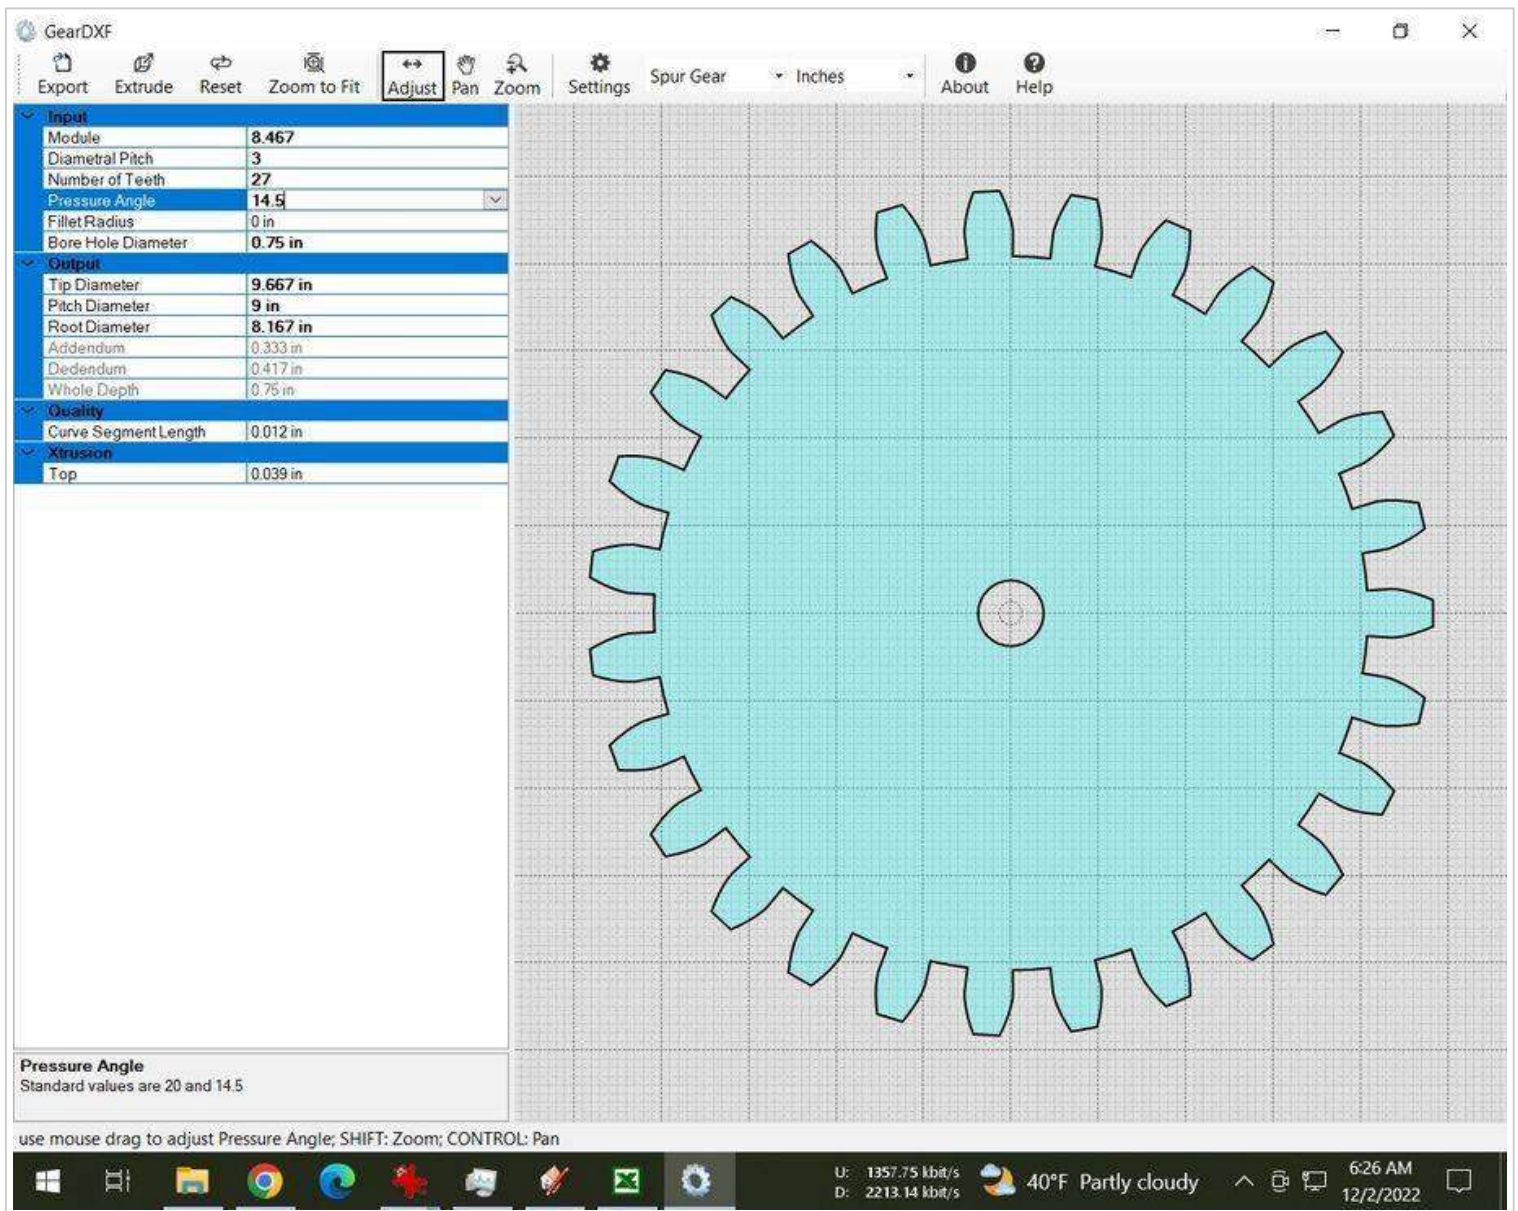 GearDXF
Export Extrude Reset Zoom to Fit Adjust Pan Zoom Settings Spur Gear Inches About Help
Input
Module 8.467
Diametral Pitch 3
Number of Teeth 27
Pressure Angle 14.5
Fillet Radius 0 in
Bore Hole Diameter 0.75 in
Output
Tip Diameter 9.667 in
Pitch Diameter 9 in
Root Diameter 8.167 in
Addendum 0.333 in
Dedendum 0.417 in
Whole Depth 0.75 in
Quality
Curve Segment Length 0.012 in
Xtrusion
Top 0.039 in
Pressure Angle
Standard values are 20 and 14.5
use mouse drag to adjust Pressure Angle; SHIFT: Zoom; CONTROL: Pan
U: 1357.75 kbit/s
D: 2213.14 kbit/s
40°F Partly cloudy
6:26 AM
12/2/2022